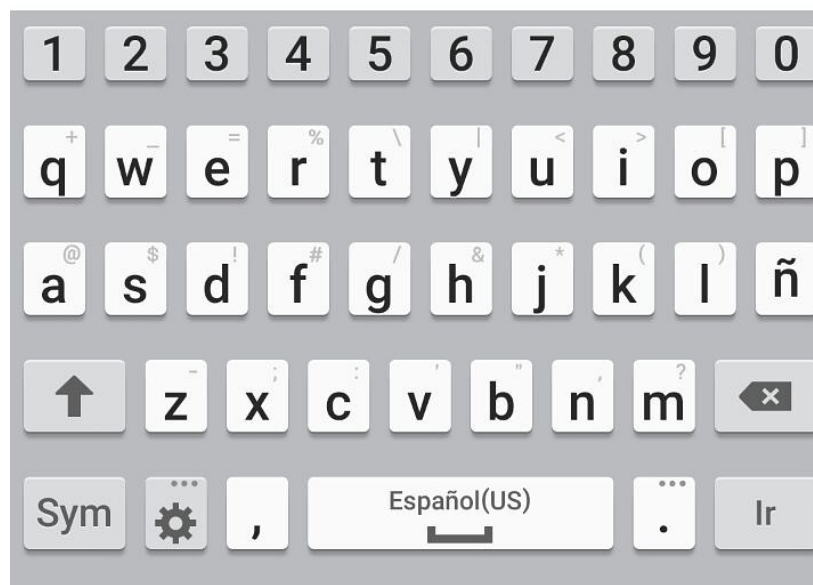 1 2 3 4 5 6 7 8 9 0
+ _ = % \ | < > [ ]
q w e r t y u i o p
@ $ ! # / & * ( )
a s d f g h j k l ñ
- ; : ' " , ?
z x c v b n m
Sym , Español(US) . Ir